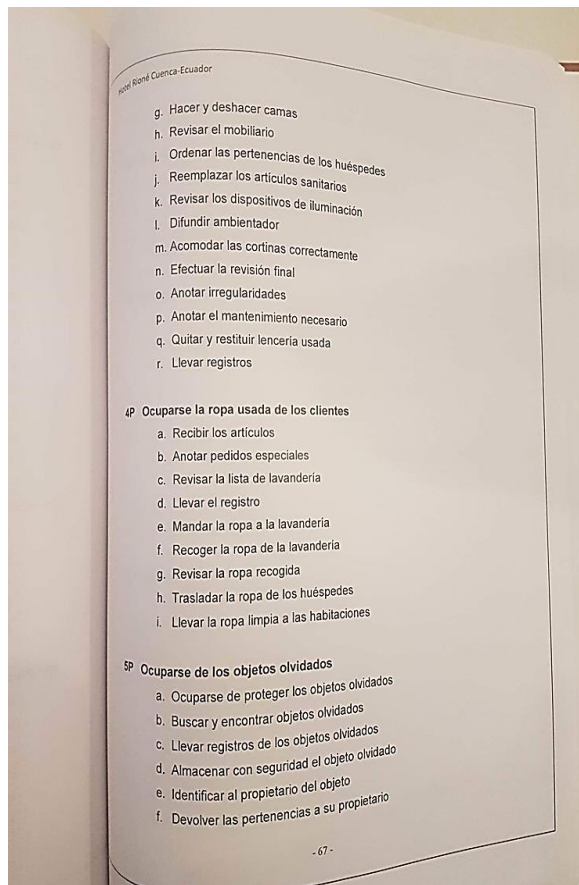 Hotel Rioné Cuenca-Ecuador
g. Hacer y deshacer camas
h. Revisar el mobiliario
i. Ordenar las pertenencias de los huéspedes
j. Reemplazar los artículos sanitarios
k. Revisar los dispositivos de iluminación
l. Difundir ambientador
m. Acomodar las cortinas correctamente
n. Efectuar la revisión final
o. Anotar irregularidades
p. Anotar el mantenimiento necesario
q. Quitar y restituir lencería usada
r. Llevar registros
4P Ocuparse la ropa usada de los clientes
a. Recibir los artículos
b. Anotar pedidos especiales
c. Revisar la lista de lavandería
d. Llevar el registro
e. Mandar la ropa a la lavandería
f. Recoger la ropa de la lavandería
g. Revisar la ropa recogida
h. Trasladar la ropa de los huéspedes
i. Llevar la ropa limpia a las habitaciones
5P Ocuparse de los objetos olvidados
a. Ocuparse de proteger los objetos olvidados
b. Buscar y encontrar objetos olvidados
c. Llevar registros de los objetos olvidados
d. Almacenar con seguridad el objeto olvidado
e. Identificar al propietario del objeto
f. Devolver las pertenencias a su propietario
- 67 -